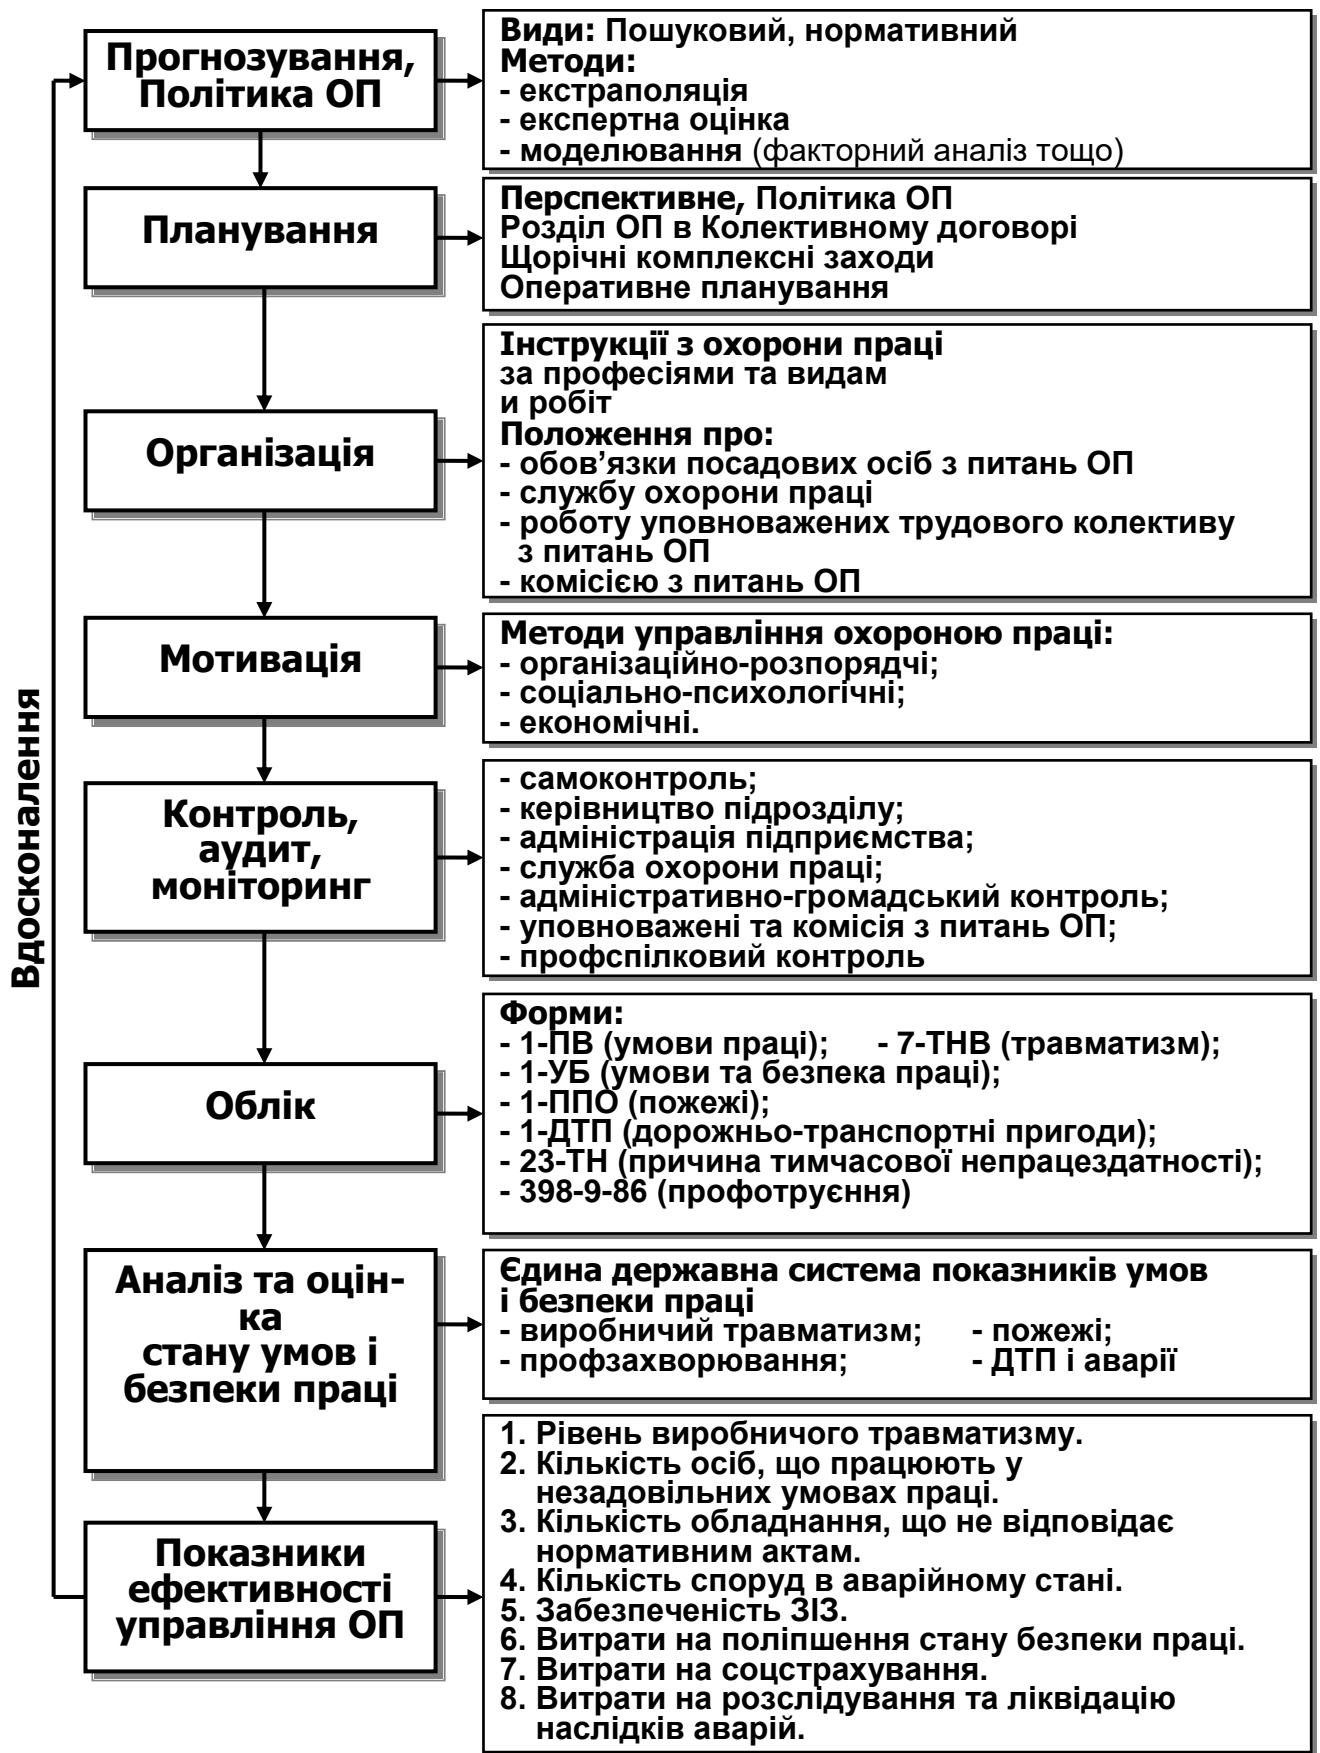 Прогнозування,
Політика ОП
Види: Пошуковий, нормативний
Методи:
- екстраполяція
- експертна оцінка
- моделювання (факторний аналіз тощо)
Планування
Перспективне, Політика ОП
Розділ ОП в Колективному договорі
Щорічні комплексні заходи
Оперативне планування
Організація
Інструкції з охорони праці
за професіями та видам
и робіт
Положення про:
- обов’язки посадових осіб з питань ОП
- службу охорони праці
- роботу уповноважених трудового колективу
з питань ОП
- комісією з питань ОП
Мотивація
Методи управління охороною праці:
- організаційно-розпорядчі;
- соціально-психологічні;
- економічні.
Вдосконалення
Контроль,
аудит,
моніторинг
- самоконтроль;
- керівництво підрозділу;
- адміністрація підприємства;
- служба охорони праці;
- адміністративно-громадський контроль;
- уповноважені та комісія з питань ОП;
- профспілковий контроль
Облік
Форми:
- 1-ПВ (умови праці); - 7-ТНВ (травматизм);
- 1-УБ (умови та безпека праці);
- 1-ППО (пожежі);
- 1-ДТП (дорожньо-транспортні пригоди);
- 23-ТН (причина тимчасової непрацездатності);
- 398-9-86 (профотруєння)
Аналіз та оцін-
ка
стану умов і
безпеки праці
Єдина державна система показників умов
і безпеки праці
- виробничий травматизм; - пожежі;
- профзахворювання; - ДТП і аварії
Показники
ефективності
управління ОП
1. Рівень виробничого травматизму.
2. Кількість осіб, що працюють у
незадовільних умовах праці.
3. Кількість обладнання, що не відповідає
нормативним актам.
4. Кількість споруд в аварійному стані.
5. Забезпеченість ЗІЗ.
6. Витрати на поліпшення стану безпеки праці.
7. Витрати на соцстрахування.
8. Витрати на розслідування та ліквідацію
наслідків аварій.